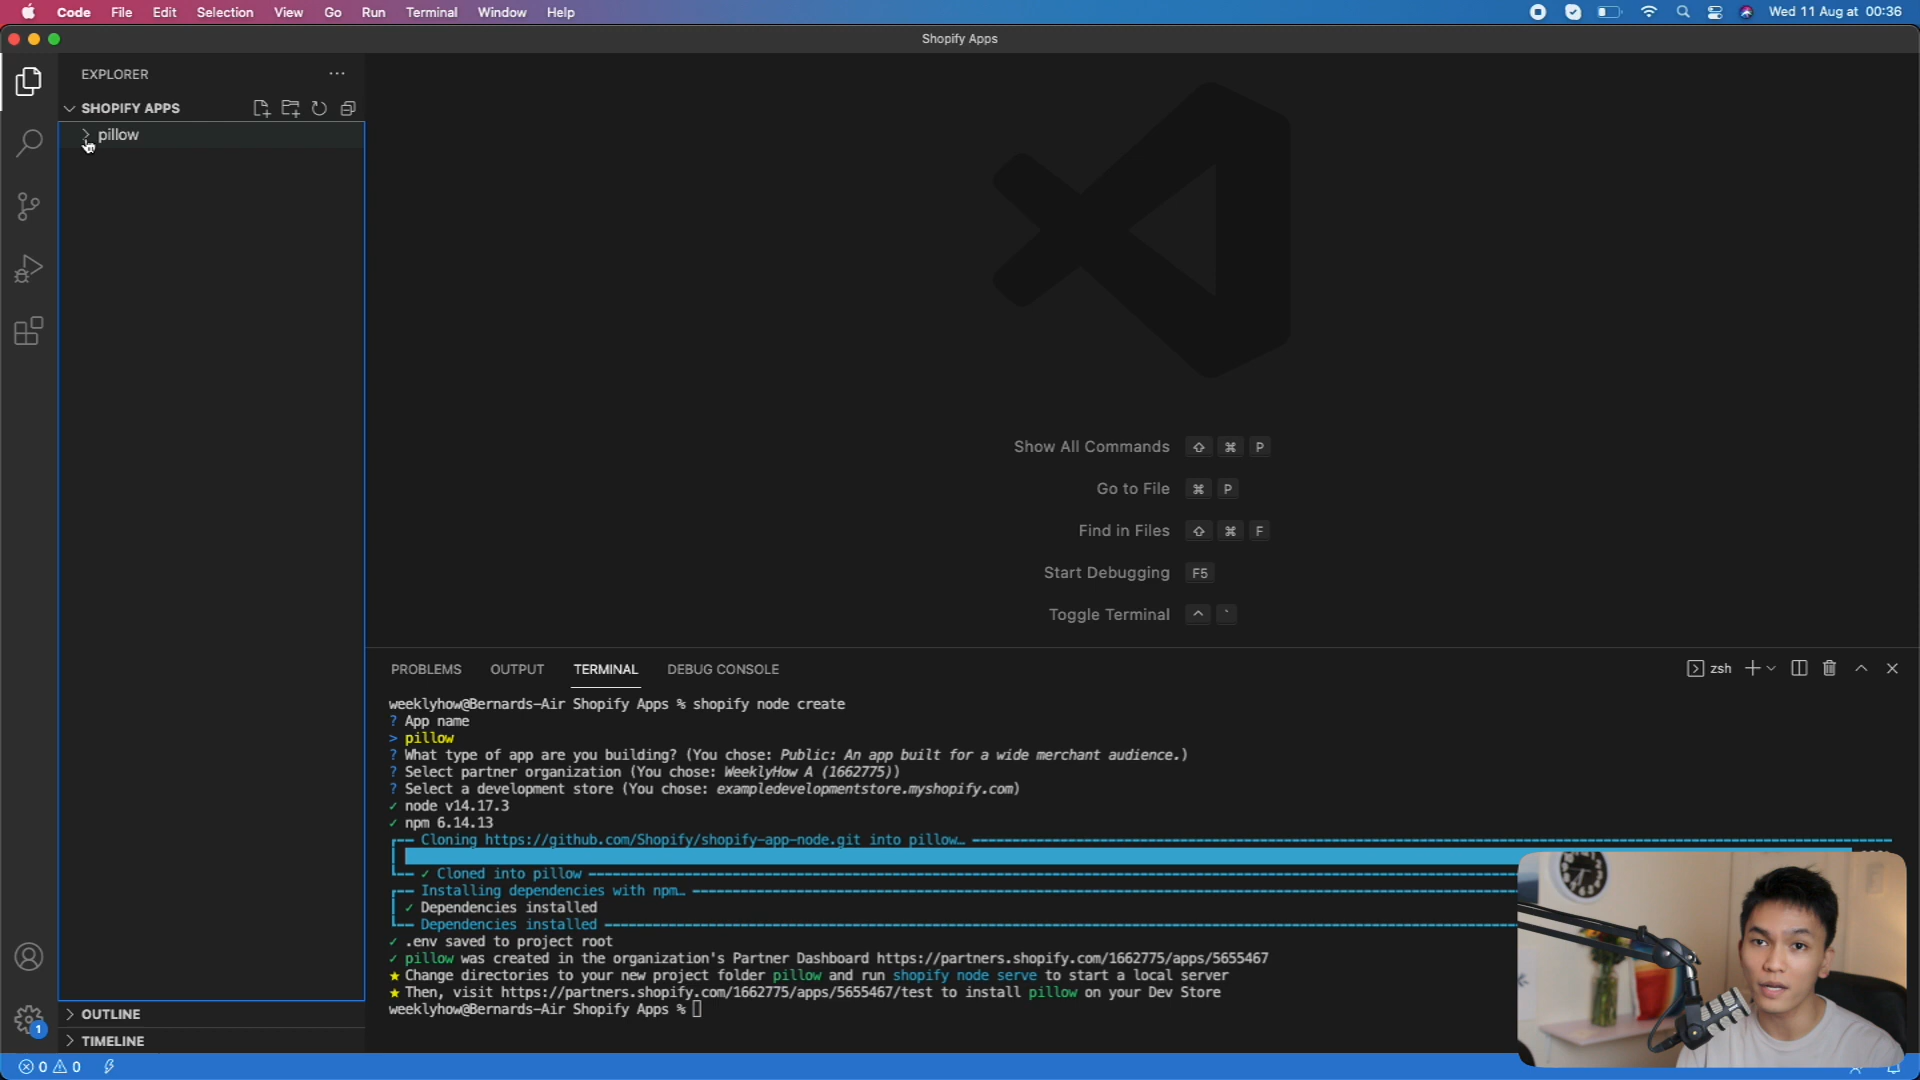 Code File Edit Selection View Go Run Terminal Window Help
Wed 11 Aug at 00:36
Shopify Apps
EXPLORER
SHOPIFY APPS
pillow
Show All Commands ⇧ ⌘ P
Go to File ⌘ P
Find in Files ⇧ ⌘ F
Start Debugging F5
Toggle Terminal ^ `
PROBLEMS OUTPUT TERMINAL DEBUG CONSOLE
zsh
weeklyhow@Bernards-Air Shopify Apps % shopify node create
? App name
> pillow
? What type of app are you building? (You chose: Public: An app built for a wide merchant audience.)
? Select partner organization (You chose: WeeklyHow A (1662775))
? Select a development store (You chose: exampledevelopmentstore.myshopify.com)
✓ node v14.17.3
✓ npm 6.14.13
Cloning https://github.com/Shopify/shopify-app-node.git into pillow…
✓ Cloned into pillow
Installing dependencies with npm…
✓ Dependencies installed
Dependencies installed
✓ .env saved to project root
✓ pillow was created in the organization's Partner Dashboard https://partners.shopify.com/1662775/apps/5655467
★ Change directories to your new project folder pillow and run shopify node serve to start a local server
★ Then, visit https://partners.shopify.com/1662775/apps/5655467/test to install pillow on your Dev Store
weeklyhow@Bernards-Air Shopify Apps %
1
OUTLINE
TIMELINE
0 0